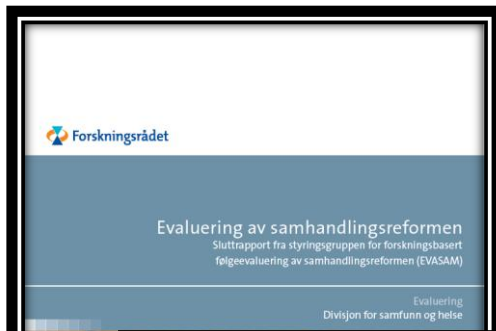 Forskningsrådet
Evaluering av samhandlingsreformen
Sluttrapport fra styringsgruppen for forskningsbasert
følgeevaluering av samhandlingsreformen (EVASAM)
Evaluering
Divisjon for samfunn og helse